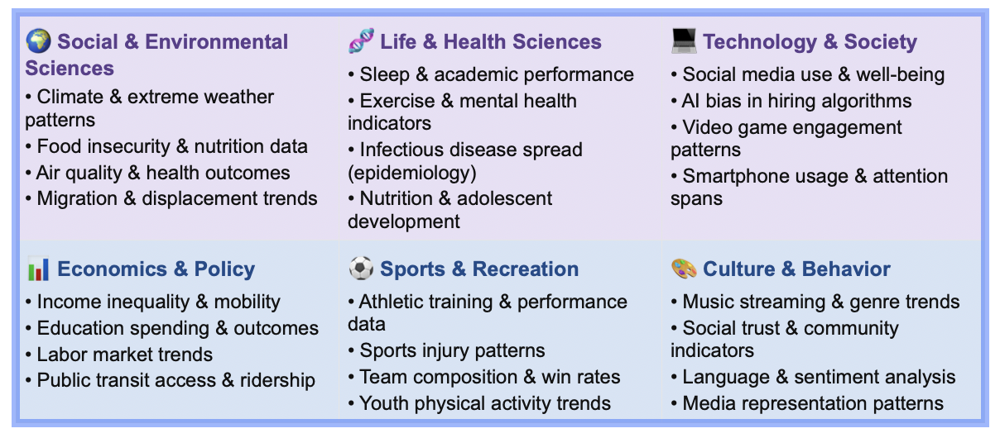 🌍 Social & Environmental
Sciences
• Climate & extreme weather
patterns
• Food insecurity & nutrition data
• Air quality & health outcomes
• Migration & displacement trends
🧬 Life & Health Sciences
• Sleep & academic performance
• Exercise & mental health
indicators
• Infectious disease spread
(epidemiology)
• Nutrition & adolescent
development
💻 Technology & Society
• Social media use & well-being
• AI bias in hiring algorithms
• Video game engagement
patterns
• Smartphone usage & attention
spans
📊 Economics & Policy
• Income inequality & mobility
• Education spending & outcomes
• Labor market trends
• Public transit access & ridership
⚽ Sports & Recreation
• Athletic training & performance
data
• Sports injury patterns
• Team composition & win rates
• Youth physical activity trends
🎨 Culture & Behavior
• Music streaming & genre trends
• Social trust & community
indicators
• Language & sentiment analysis
• Media representation patterns